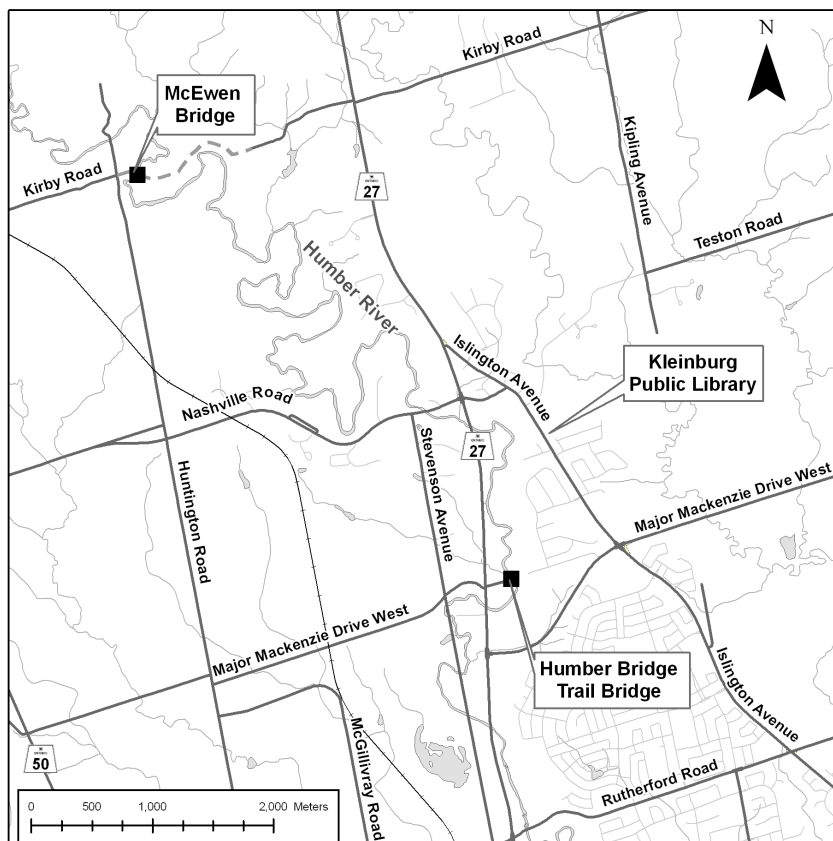 Kirby Road
N
McEwen
Bridge
Kipling Avenue
Kirby Road
27
Teston Road
Humber River
Islington Avenue
Kleinburg
Public Library
Nashville Road
27
Stevenson Avenue
Huntington Road
Major Mackenzie Drive West
Major Mackenzie Drive West
Humber Bridge
Trail Bridge
Islington Avenue
McGillivray Road
50
Rutherford Road
0 500 1,000 2,000 Meters